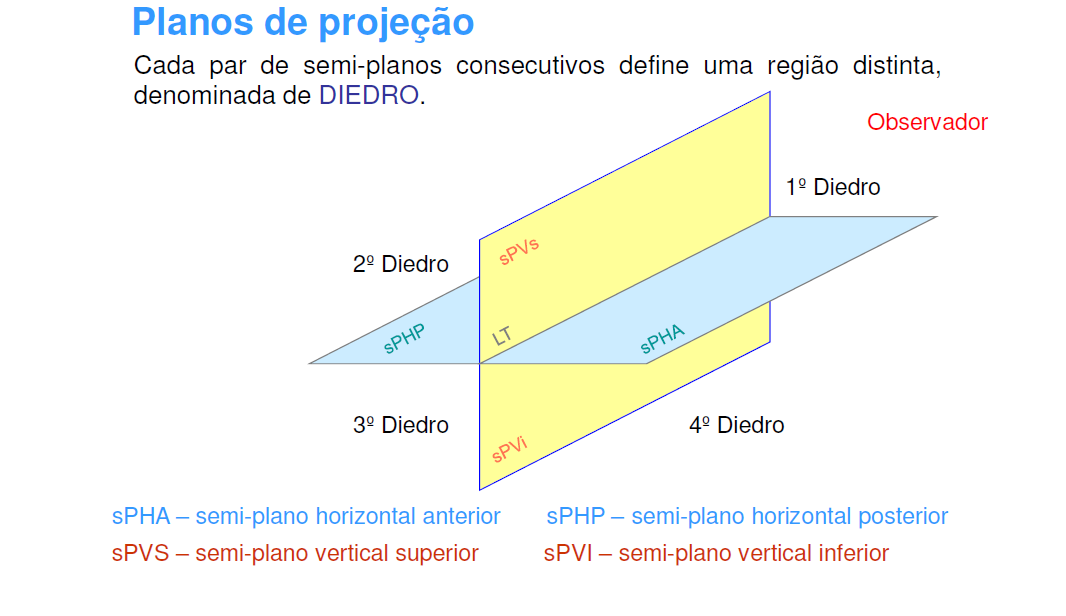 Planos de projeção
Cada par de semi-planos consecutivos define uma região distinta,
denominada de DIEDRO.
Observador
1º Diedro
sPVs
2º Diedro
sPHP
LT
sPHA
3º Diedro
4º Diedro
sPVi
sPHA – semi-plano horizontal anterior
sPHP – semi-plano horizontal posterior
sPVS – semi-plano vertical superior
sPVI – semi-plano vertical inferior